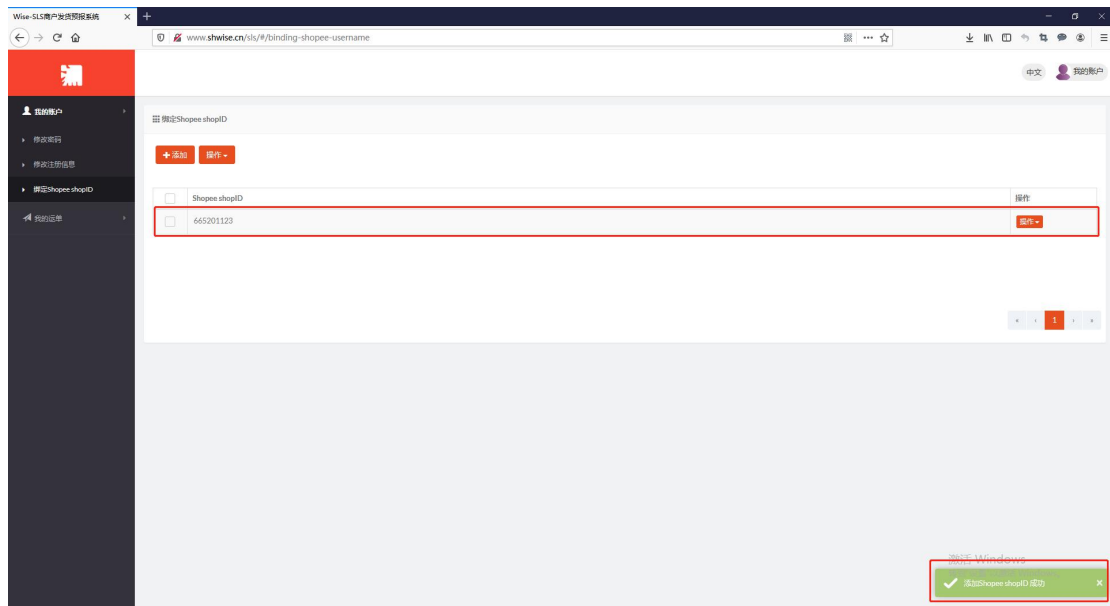 Wise-SLS商户发货预报系统
www.shwise.cn/sls/#/binding-shopee-username
中文
我的账户
我的账户
修改密码
修改注册信息
绑定Shopee shopID
我的运单
绑定Shopee shopID
+ 添加
操作
Shopee shopID
操作
665201123
操作
« ‹ 1 › »
激活 Windows
添加Shopee shopID 成功